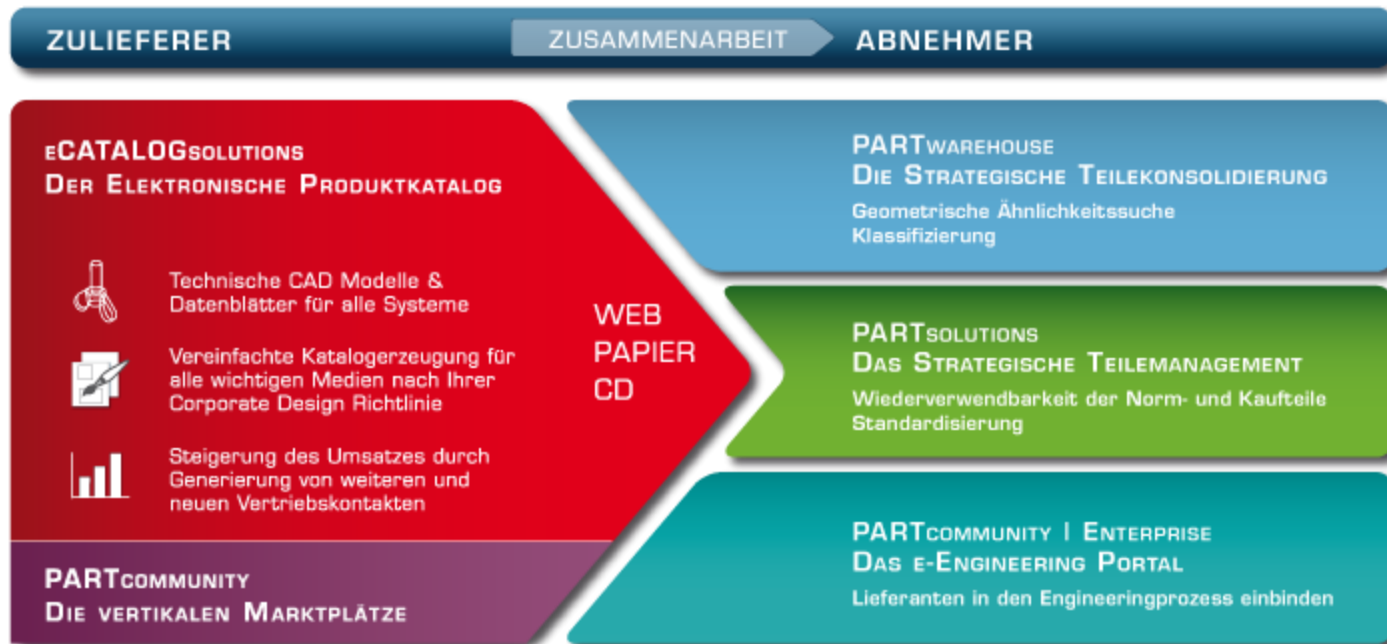 ZULIEFERER
ZUSAMMENARBEIT
ABNEHMER
eCATALOGsolutions
Der Elektronische Produktkatalog
Technische CAD Modelle &
Datenblätter für alle Systeme
Vereinfachte Katalogerzeugung für
alle wichtigen Medien nach Ihrer
Corporate Design Richtlinie
Steigerung des Umsatzes durch
Generierung von weiteren und
neuen Vertriebskontakten
WEB
PAPIER
CD
PARTcommunity
Die vertikalen Marktplätze
PARTwarehouse
Die Strategische Teilekonsolidierung
Geometrische Ähnlichkeitssuche
Klassifizierung
PARTsolutions
Das Strategische Teilemanagement
Wiederverwendbarkeit der Norm- und Kaufteile
Standardisierung
PARTcommunity | Enterprise
Das e-Engineering Portal
Lieferanten in den Engineeringprozess einbinden